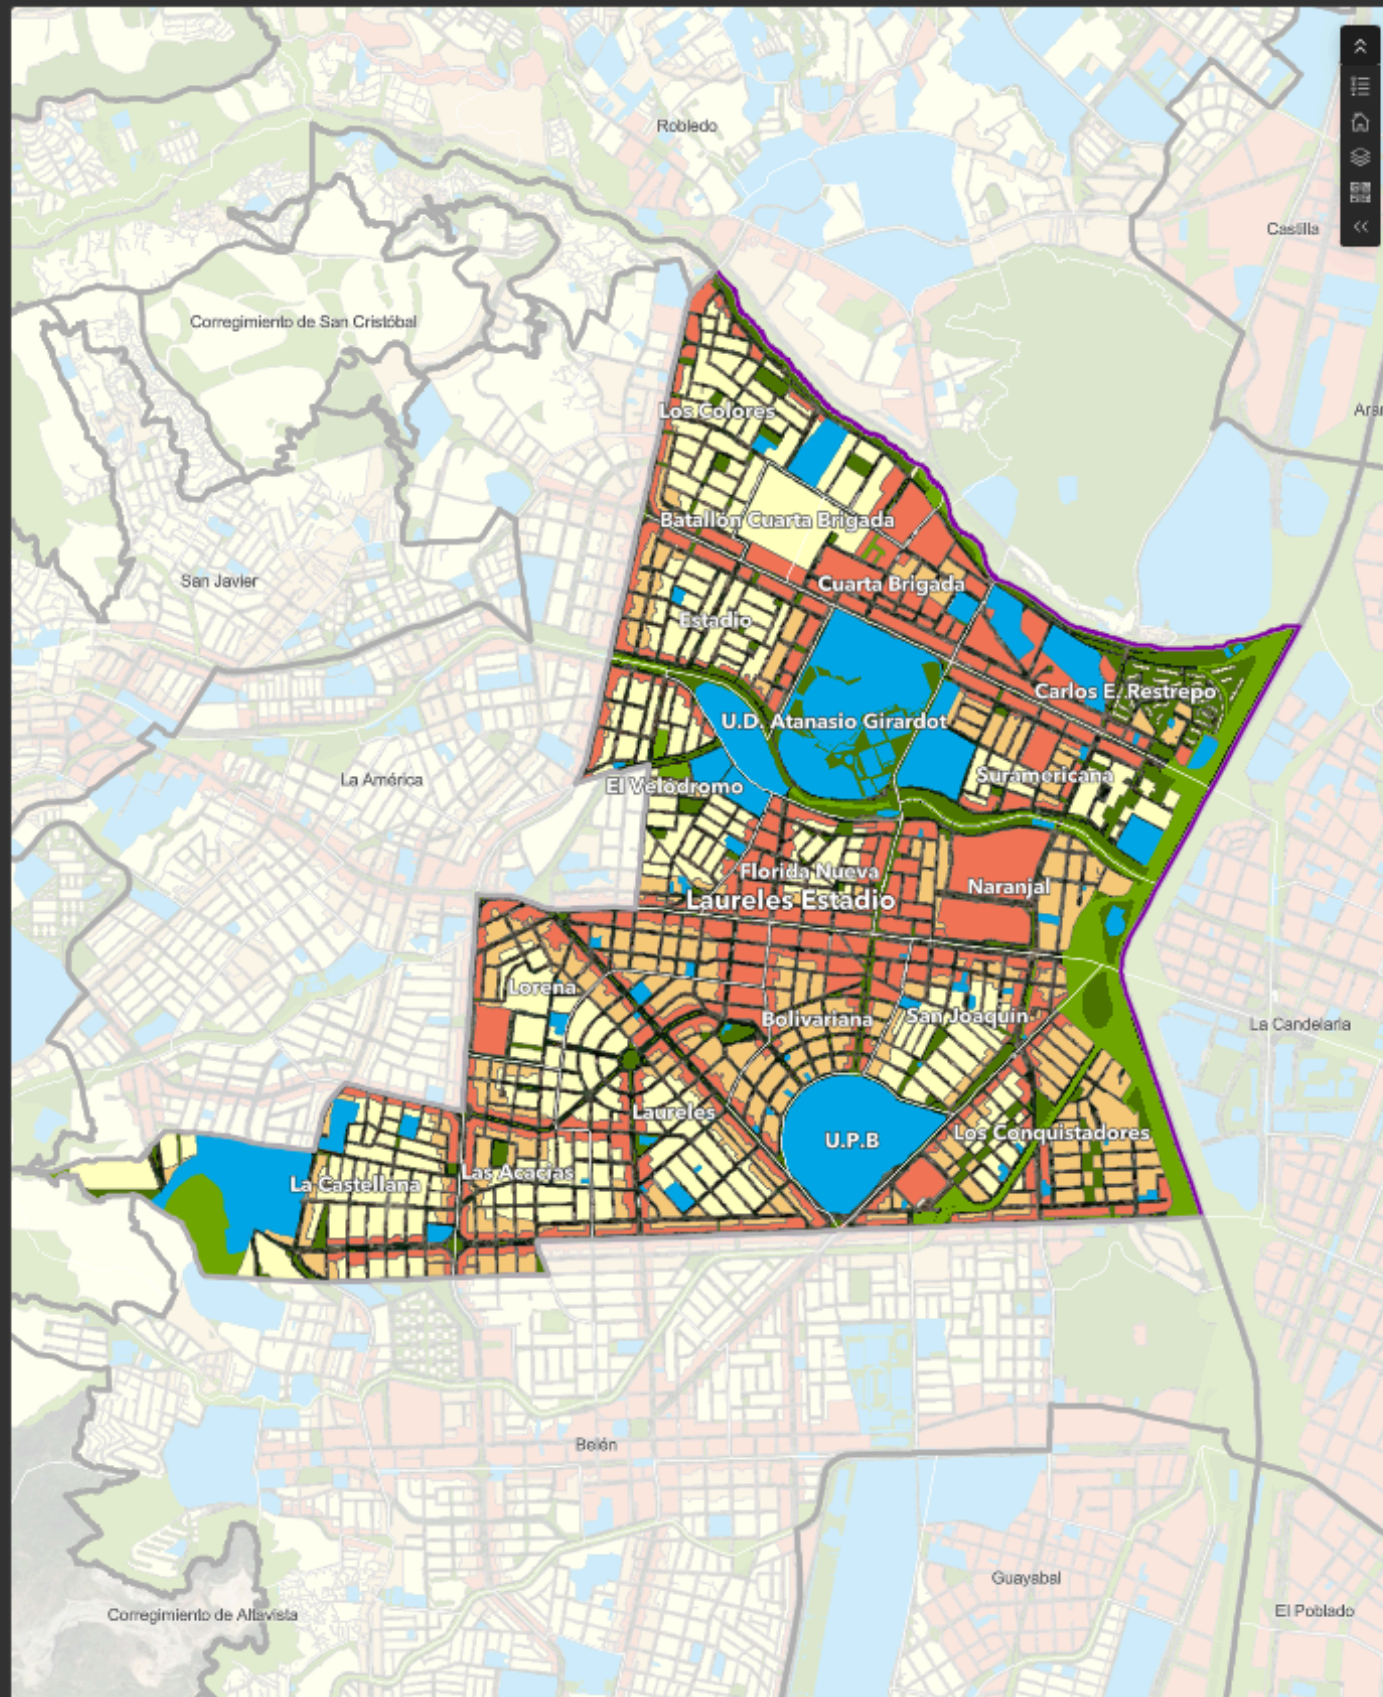 Robledo
Castilla
Corregimiento de San Cristóbal
Los Colores
Arar
Batallón Cuarta Brigada
San Javier
Cuarta Brigada
Estadio
Carlos E. Restrepo
U.D. Atanasio Girardot
La América
Suramericana
El Velódromo
Florida Nueva
Naranjal
Laureles Estadio
Lorena
Bolivariana
San Joaquín
La Candelaria
Laureles
Los Conquistadores
U.P.B
Las Acacias
La Castellana
Belén
Guayabal
El Poblado
Corregimiento de Altavista